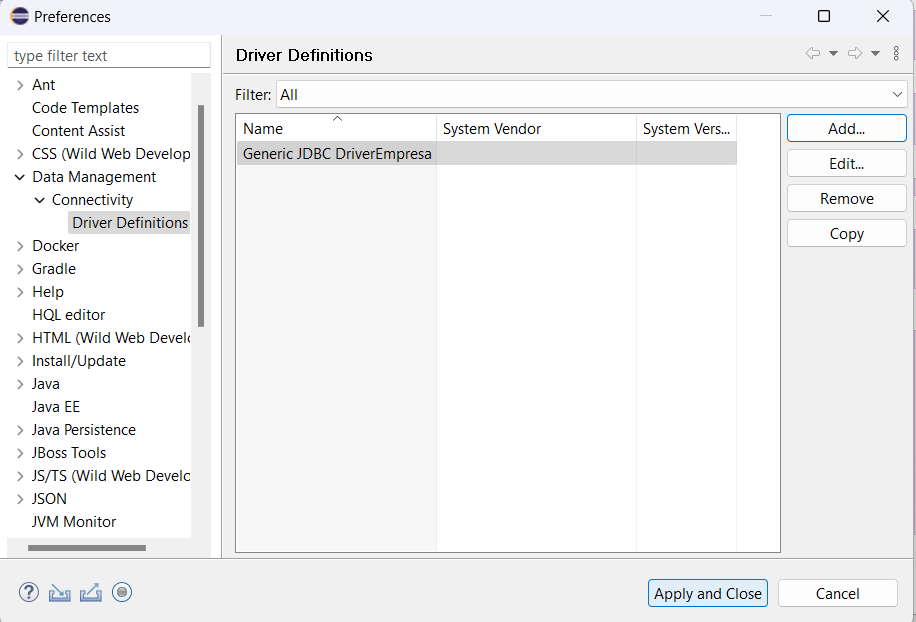 Preferences
type filter text
Ant
Code Templates
Content Assist
CSS (Wild Web Develop
Data Management
Connectivity
Driver Definitions
Docker
Gradle
Help
HQL editor
HTML (Wild Web Develo
Install/Update
Java
Java EE
Java Persistence
JBoss Tools
JS/TS (Wild Web Develo
JSON
JVM Monitor
Driver Definitions
Filter: All
Name System Vendor System Vers...
Generic JDBC DriverEmpresa
Add...
Edit...
Remove
Copy
?
Apply and Close Cancel